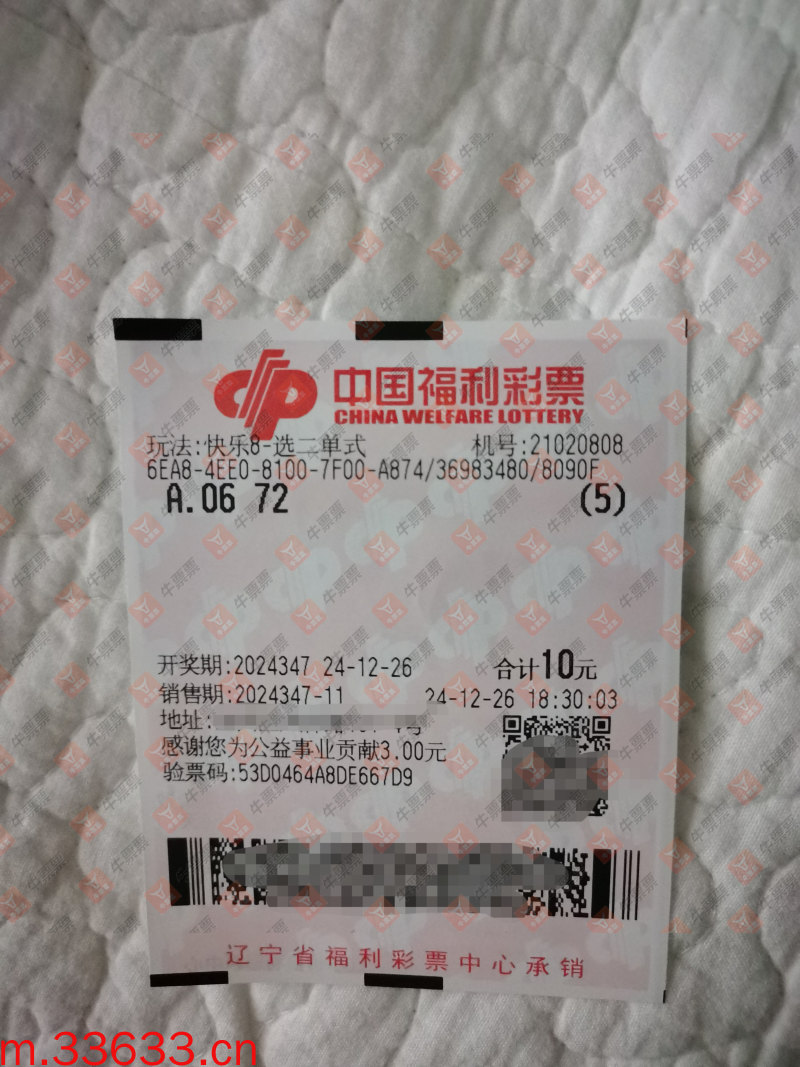 中国福利彩票
CHINA WELFARE LOTTERY
玩法:快乐8-选二单式 机号:21020808
6EA8-4EE0-8100-7F00-A874/36983480/8090F
A.06 72 (5)
开奖期:2024347 24-12-26 合计10元
销售期:2024347-11 24-12-26 18:30:03
地址:
感谢您为公益事业贡献3.00元
验票码:53D0464A8DE667D9
辽宁省福利彩票中心承销
m.33633.cn
牛票票